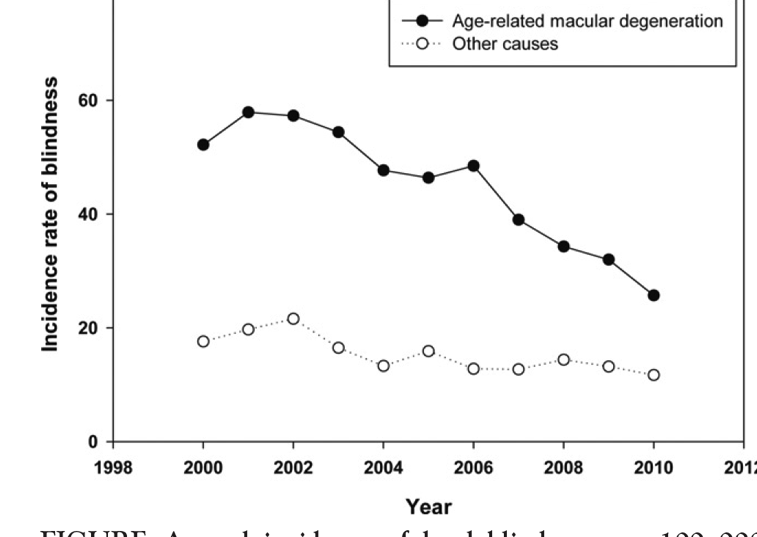 Age-related macular degeneration
Other causes
Incidence rate of blindness
60
40
20
0
1998 2000 2002 2004 2006 2008 2010
Year